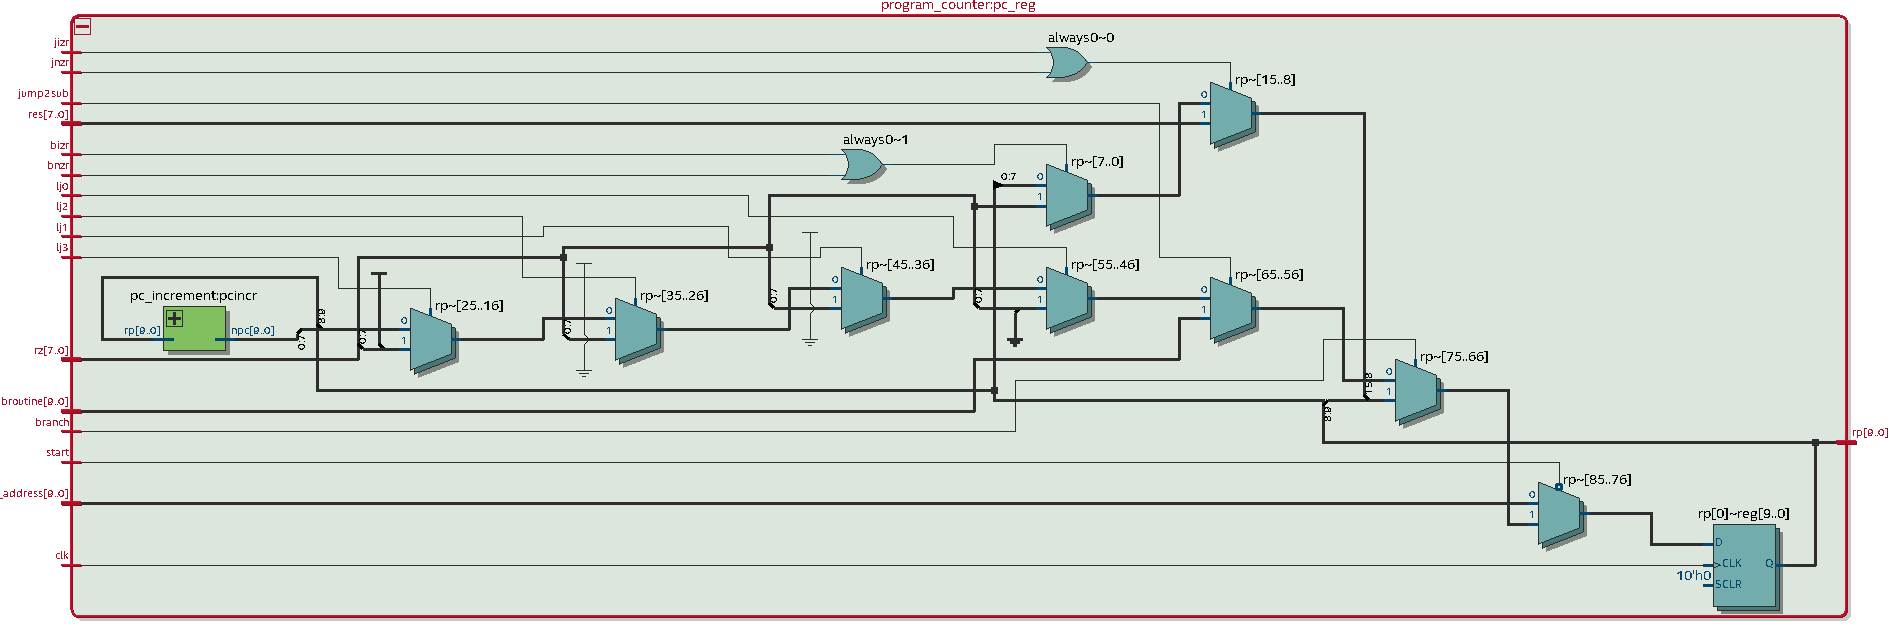 program_counter:pc_reg
jizr
jnzr
jump2sub
res[7..0]
bizr
bnzr
lj0
lj2
lj1
lj3
rz[7..0]
broutine[9..0]
branch
start
_address[9..0]
clk
always0~0
rp~[15..8]
0
1
always0~1
rp~[7..0]
0:7
0
1
rp~[45..36]
0
1
0:7
rp~[55..46]
0
1
0:7
rp~[65..56]
0
1
pc_increment:pcincr
rp[9..0]
npc[9..0]
0:7
8:9
0:7
rp~[25..16]
0
1
rp~[35..26]
0
1
0:7
rp~[75..66]
0
1
15:8
8:9
rp[9..0]
rp~[85..76]
0
1
rp[0]~reg[9..0]
D
CLK
Q
10'h0
SCLR